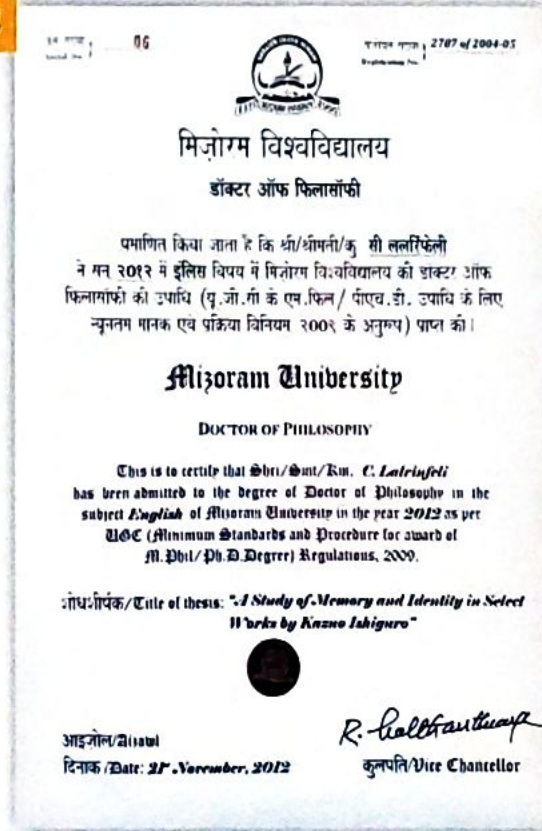 06
2787 of 2004-05
मिज़ोरम विश्वविद्यालय
डॉक्टर ऑफ फिलासॉफी
प्रमाणित किया जाता है कि श्री/श्रीमती/कु सी ललरिंफेली
ने सन् २०१२ में इंलिस विषय में मिज़ोरम विश्वविद्यालय की डॉक्टर ऑफ
फिलासॉफी की उपाधि (यू.जी.सी के एम.फिल/ पीएच.डी. उपाधि के लिए
न्यूनतम मानक एवं प्रक्रिया विनियम २००९ के अनुरूप) प्राप्त की।
Mizoram University
DOCTOR OF PHILOSOPHY
This is to certify that Shri/Smt/Km. C. Lalrinfeli
has been admitted to the degree of Doctor of Philosophy in the
subject English of Mizoram University in the year 2012 as per
UGC (Minimum Standards and Procedure for award of
M.Phil/Ph.D.Degree) Regulations, 2009.
शोधशीर्षक/Title of thesis: "A Study of Memory and Identity in Select
Works by Kazuo Ishiguro"
आइज़ोल/Aizawl
दिनांक/Date: 21st November, 2012
कुलपति/Vice Chancellor